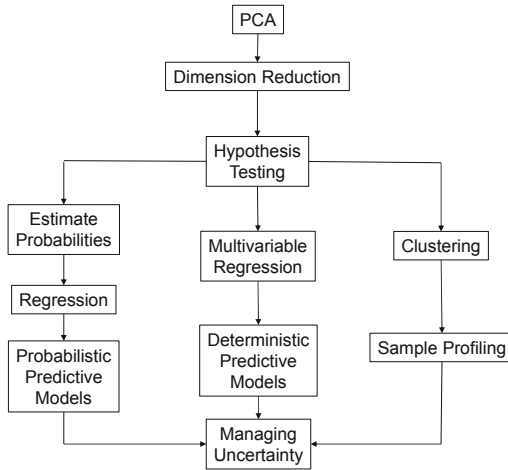 PCA
Dimension Reduction
Hypothesis
Testing
Estimate
Probabilities
Multivariable
Regression
Clustering
Regression
Probabilistic
Predictive
Models
Deterministic
Predictive
Models
Sample Profiling
Managing
Uncertainty